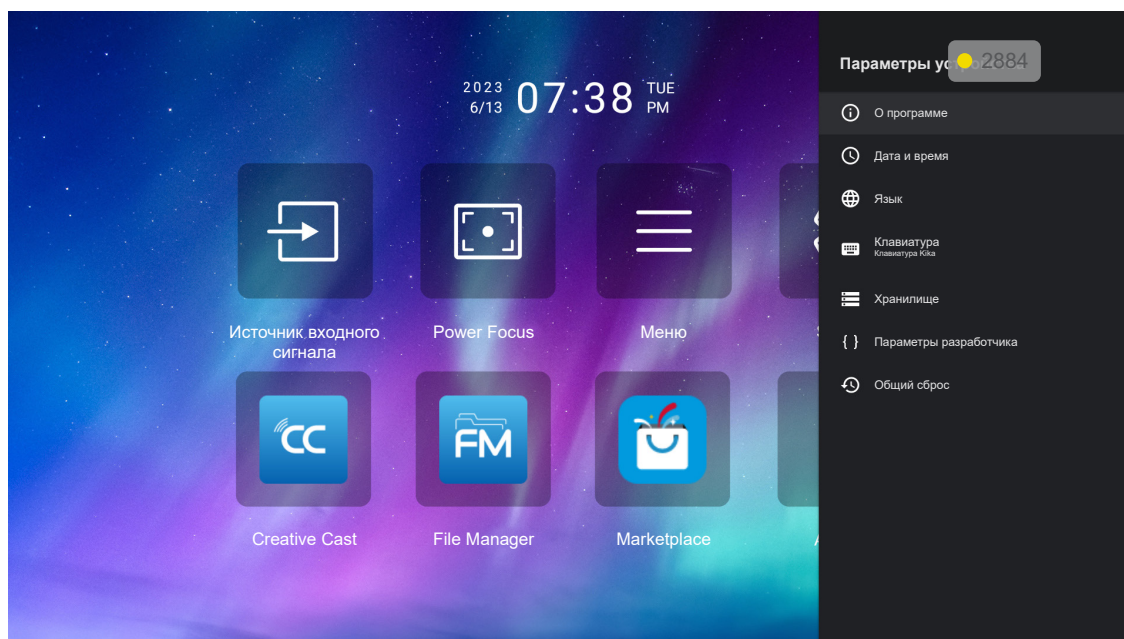 2023
6/13
07:38
TUE
PM
Источник входного
сигнала
Power Focus
Меню
CC
FM
Creative Cast
File Manager
Marketplace
Параметры
2884
О программе
Дата и время
Язык
Клавиатура
Клавиатура Kika
Хранилище
{ } Параметры разработчика
Общий сброс